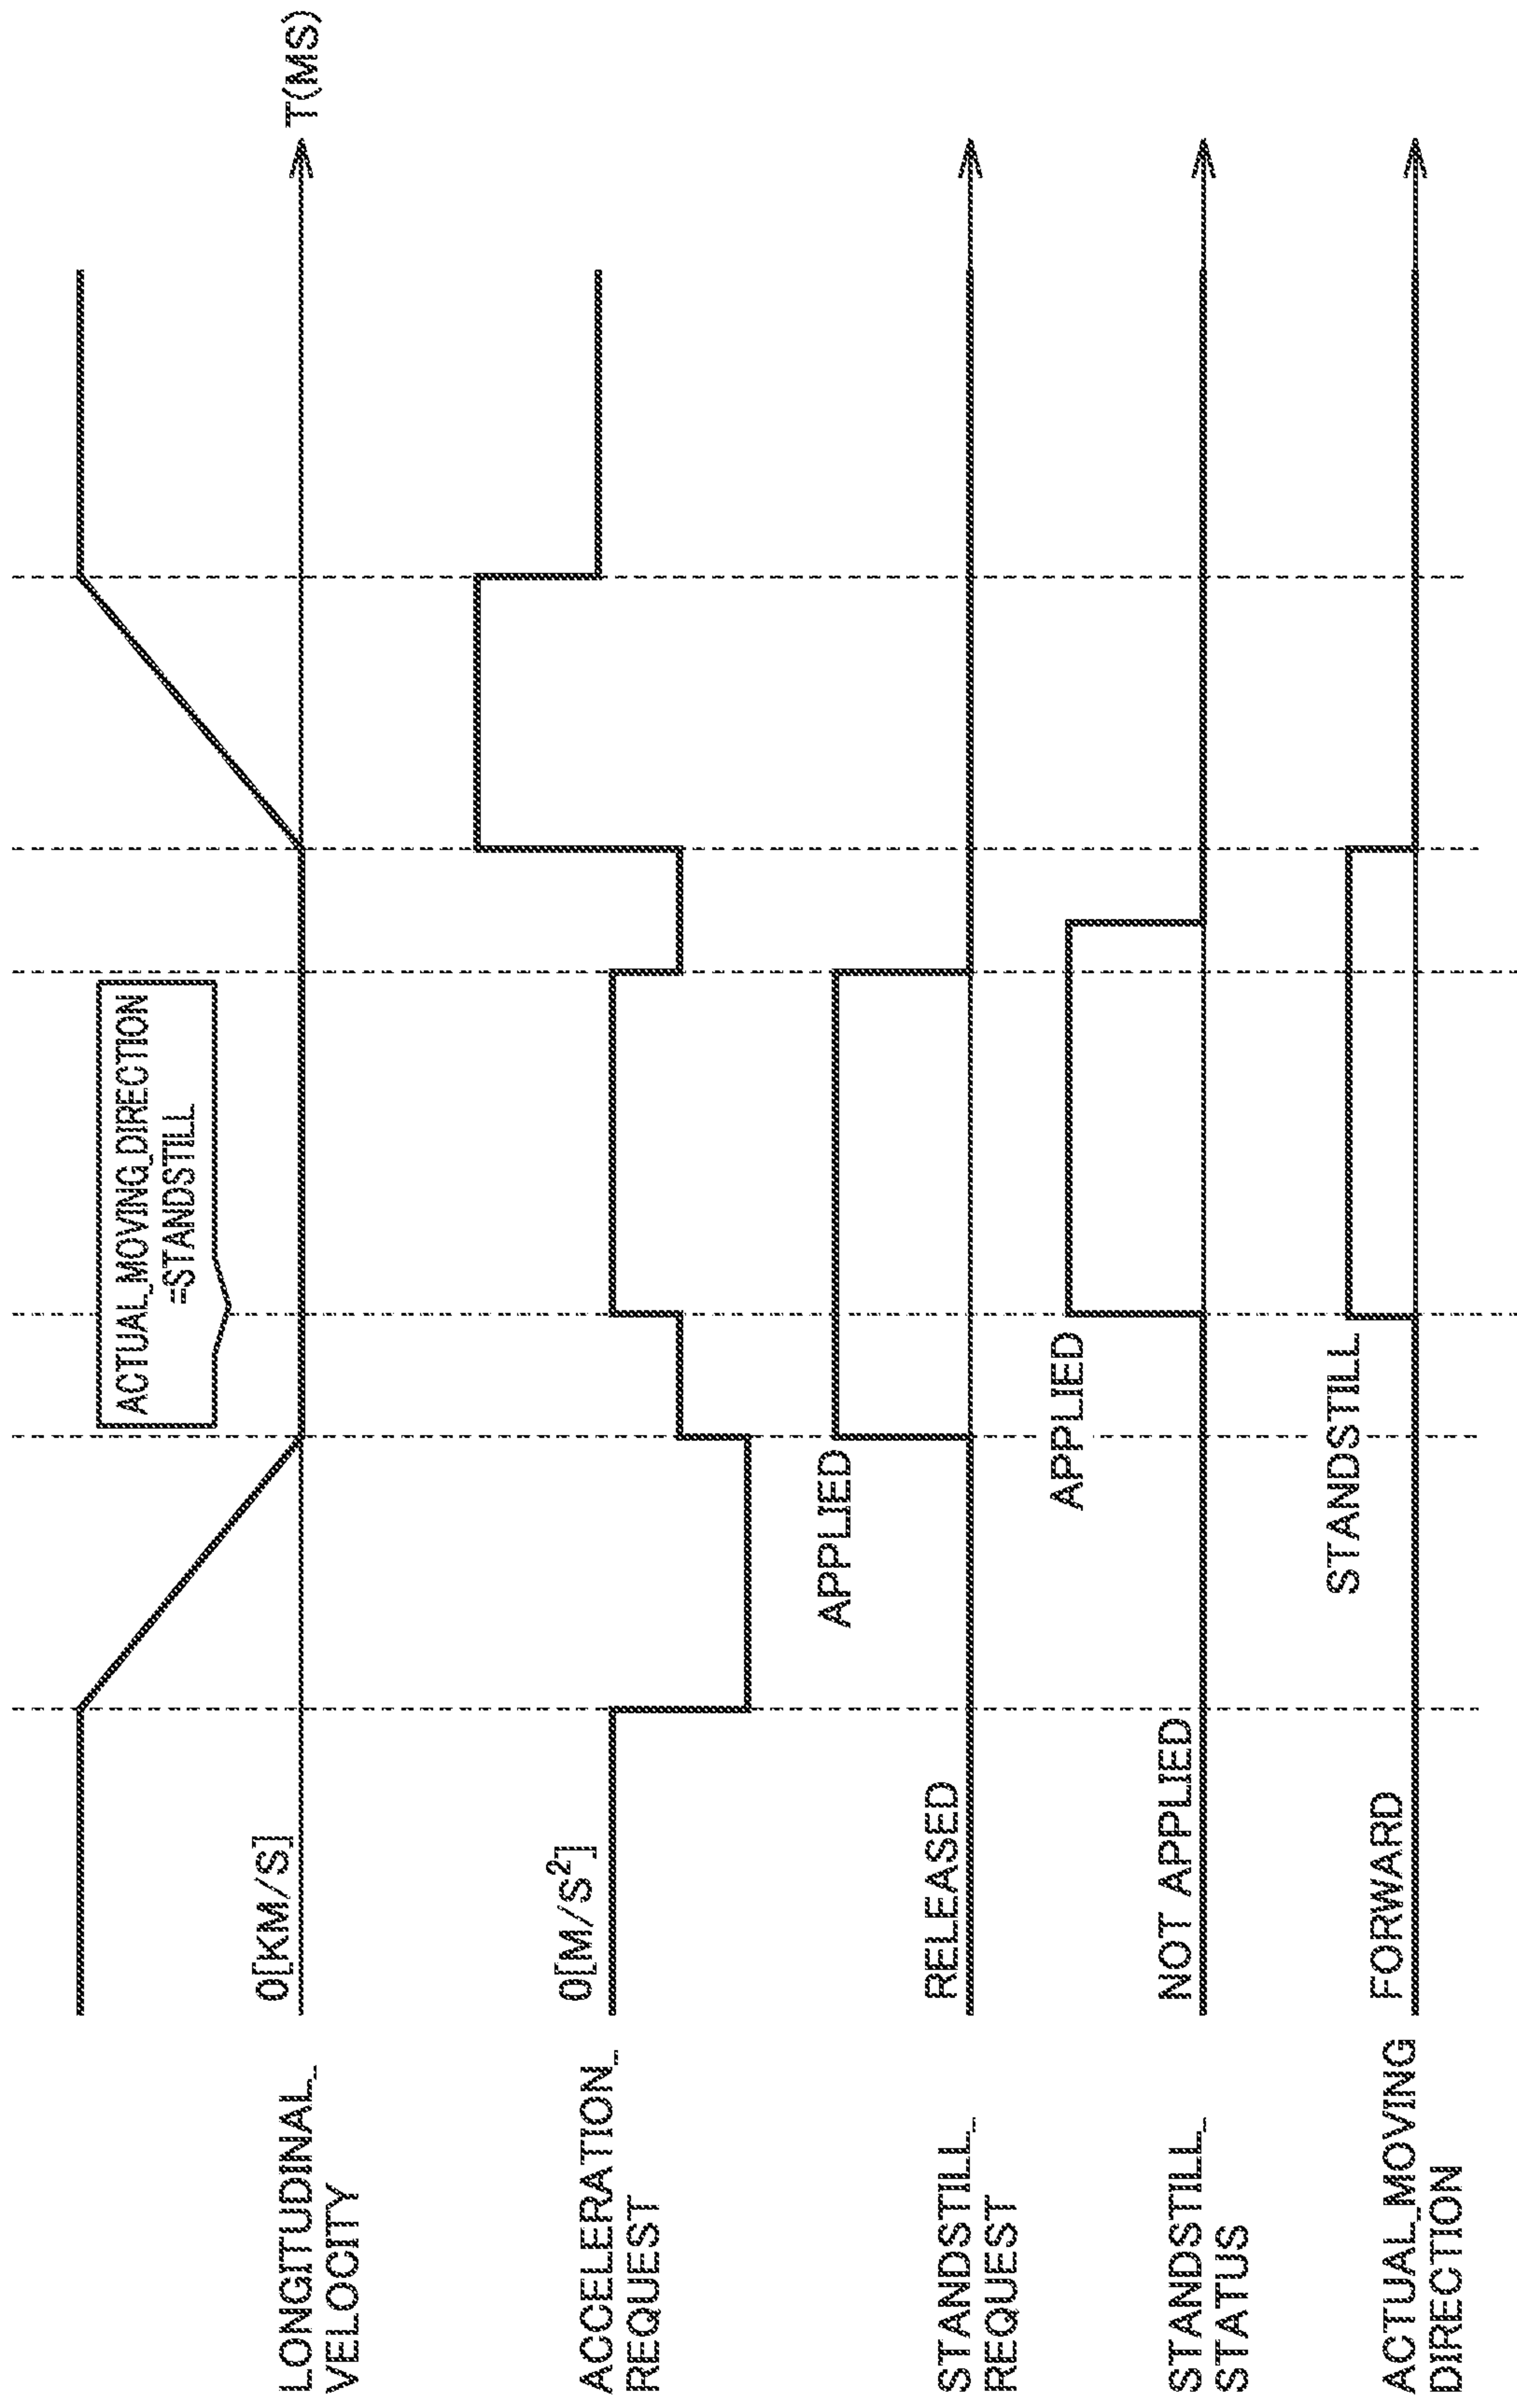 T(MS)
ACTUAL_MOVING_DIRECTION
=STANDSTILL
0[KM/S]
LONGITUDINAL_
VELOCITY
0[M/S2]
ACCELERATION_
REQUEST
APPLIED
RELEASED
STANDSTILL_
REQUEST
APPLIED
NOT APPLIED
STANDSTILL_
STATUS
STANDSTILL
FORWARD
ACTUAL_MOVING
DIRECTION